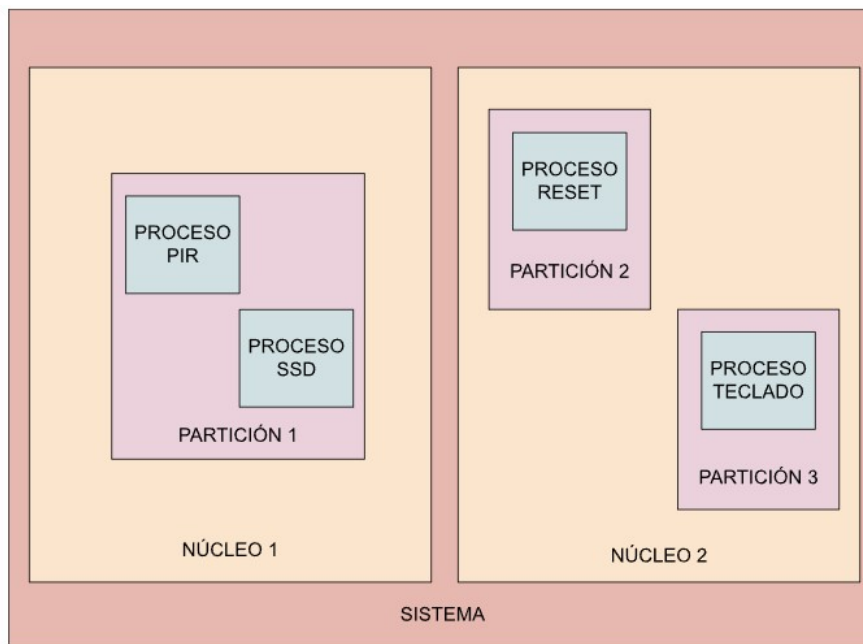 PROCESO
PIR
PROCESO
SSD
PARTICIÓN 1
NÚCLEO 1
PROCESO
RESET
PARTICIÓN 2
PROCESO
TECLADO
PARTICIÓN 3
NÚCLEO 2
SISTEMA